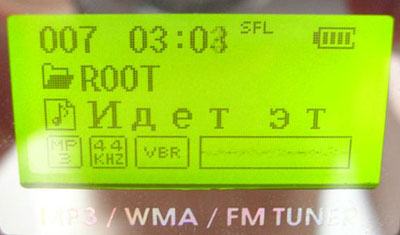 007 03:03 SFL
ROOT
Идет эт
MP3 44KHZ VBR
MP3 / WMA / FM TUNER